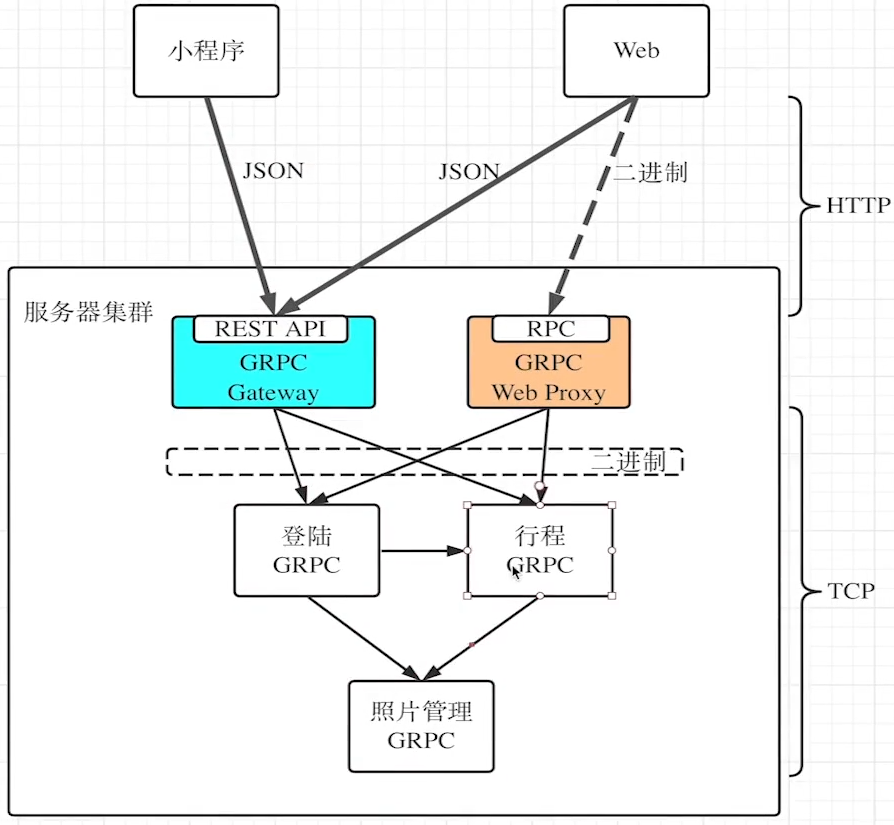 小程序
Web
JSON
JSON
二进制
HTTP
服务器集群
REST API
GRPC
Gateway
RPC
GRPC
Web Proxy
二进制
登陆
GRPC
行程
GRPC
TCP
照片管理
GRPC